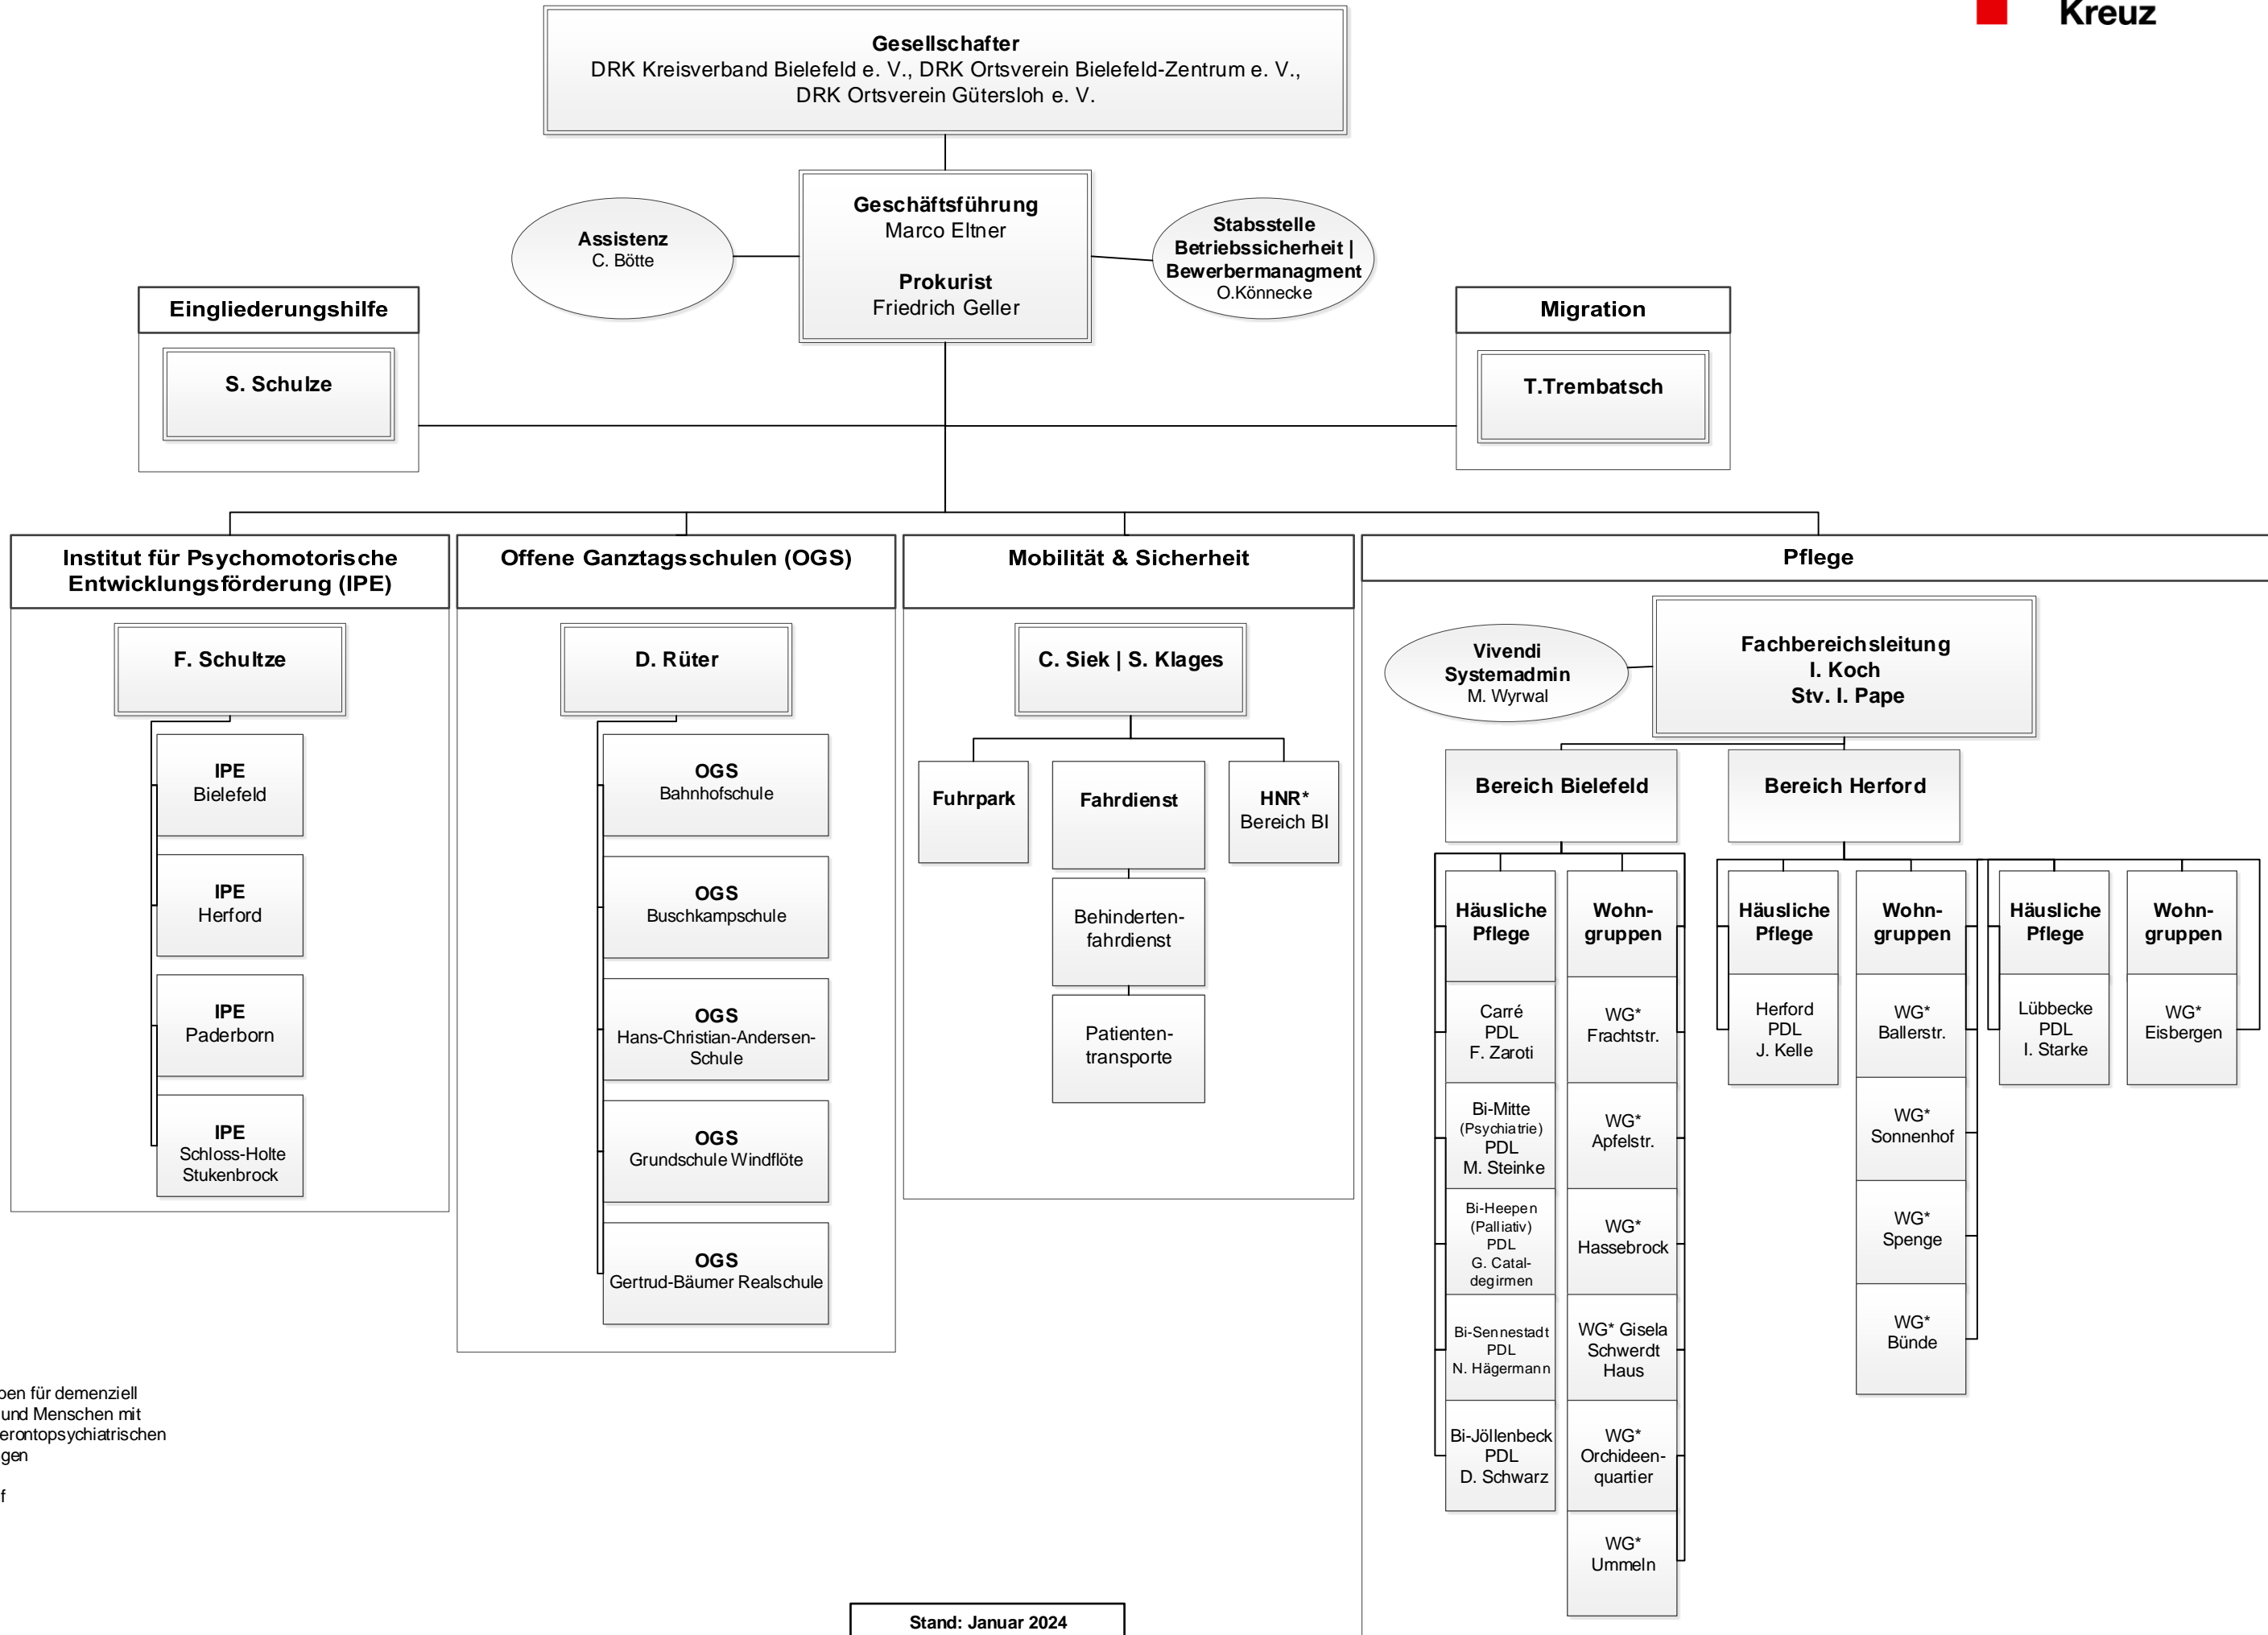 Kreuz
Gesellschafter
DRK Kreisverband Bielefeld e. V., DRK Ortsverein Bielefeld-Zentrum e. V.,
DRK Ortsverein Gütersloh e. V.
Geschäftsführung
Marco Eltner
Prokurist
Friedrich Geller
Assistenz
C. Bötte
Stabsstelle
Betriebssicherheit |
Bewerbermanagment
O.Könnecke
Eingliederungshilfe
S. Schulze
Migration
T.Trembatsch
Institut für Psychomotorische
Entwicklungsförderung (IPE)
F. Schultze
IPE
Bielefeld
IPE
Herford
IPE
Paderborn
IPE
Schloss-Holte
Stukenbrock
Offene Ganztagsschulen (OGS)
D. Rüter
OGS
Bahnhofschule
OGS
Buschkampschule
OGS
Hans-Christian-Andersen-
Schule
OGS
Grundschule Windflöte
OGS
Gertrud-Bäumer Realschule
Mobilität & Sicherheit
C. Siek | S. Klages
Fuhrpark
Fahrdienst
Behinderten-
fahrdienst
Patienten-
transporte
HNR*
Bereich BI
Pflege
Vivendi
Systemadmin
M. Wyrwal
Fachbereichsleitung
I. Koch
Stv. I. Pape
Bereich Bielefeld
Häusliche
Pflege
Carré
PDL
F. Zaroti
Bi-Mitte
(Psychiatrie)
PDL
M. Steinke
Bi-Heepen
(Palliativ)
PDL
G. Catal-
degirmen
Bi-Sennestadt
PDL
N. Hägermann
Bi-Jöllenbeck
PDL
D. Schwarz
Wohn-
gruppen
WG*
Frachtstr.
WG*
Apfelstr.
WG*
Hassebrock
WG* Gisela
Schwerdt
Haus
WG*
Orchideen-
quartier
WG*
Ummeln
Bereich Herford
Häusliche
Pflege
Herford
PDL
J. Kelle
Wohn-
gruppen
WG*
Ballerstr.
WG*
Sonnenhof
WG*
Spenge
WG*
Bünde
Häusliche
Pflege
Lübbecke
PDL
I. Starke
Wohn-
gruppen
WG*
Eisbergen
für demenziell
und Menschen mit
Stand: Januar 2024